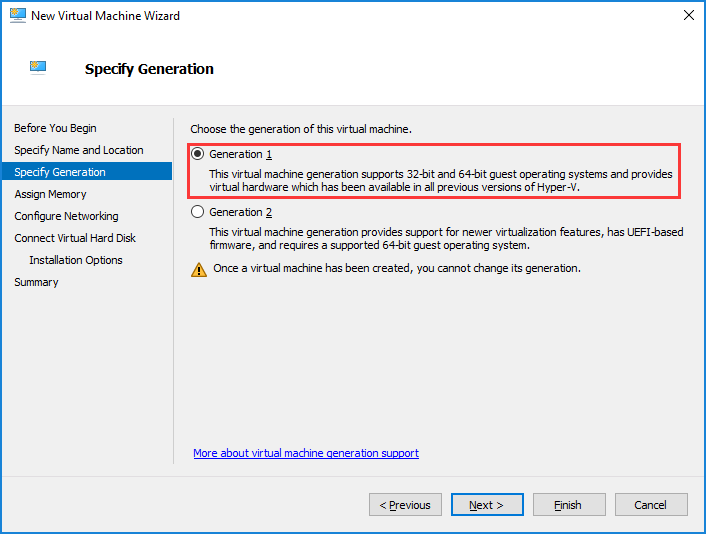 New Virtual Machine Wizard
Specify Generation
Before You Begin
Specify Name and Location
Specify Generation
Assign Memory
Configure Networking
Connect Virtual Hard Disk
Installation Options
Summary
Choose the generation of this virtual machine.
Generation 1
This virtual machine generation supports 32-bit and 64-bit guest operating systems and provides
virtual hardware which has been available in all previous versions of Hyper-V.
Generation 2
This virtual machine generation provides support for newer virtualization features, has UEFI-based
firmware, and requires a supported 64-bit guest operating system.
Once a virtual machine has been created, you cannot change its generation.
More about virtual machine generation support
< Previous
Next >
Finish
Cancel